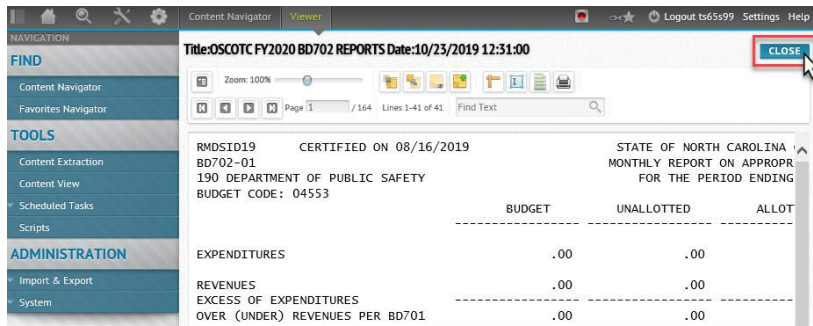 Content Navigator Viewer Logout ts65s99 Settings Help
NAVIGATION
FIND
Content Navigator
Favorites Navigator
TOOLS
Content Extraction
Content View
Scheduled Tasks
Scripts
ADMINISTRATION
Import & Export
System
Title:OSCOTC FY2020 BD702 REPORTS Date:10/23/2019 12:31:00 CLOSE
Zoom: 100%
Page 1 / 164 Lines 1-41 of 41 Find Text
RMDSID19 CERTIFIED ON 08/16/2019 STATE OF NORTH CAROLINA
BD702-01 MONTHLY REPORT ON APPROPR
190 DEPARTMENT OF PUBLIC SAFETY FOR THE PERIOD ENDING
BUDGET CODE: 04553
BUDGET UNALLOTTED ALLOT
----------------- ----------------- ------
EXPENDITURES .00 .00
REVENUES .00 .00
EXCESS OF EXPENDITURES ----------------- ----------------- ------
OVER (UNDER) REVENUES PER BD701 .00 .00